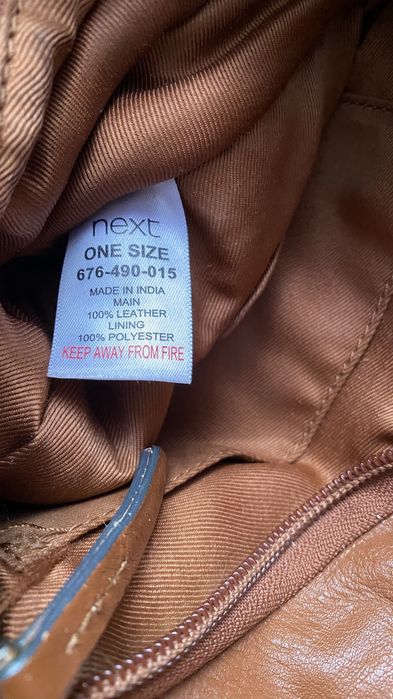 next
ONE SIZE
676-490-015
MADE IN INDIA
MAIN
100% LEATHER
LINING
100% POLYESTER
KEEP AWAY FROM FIRE